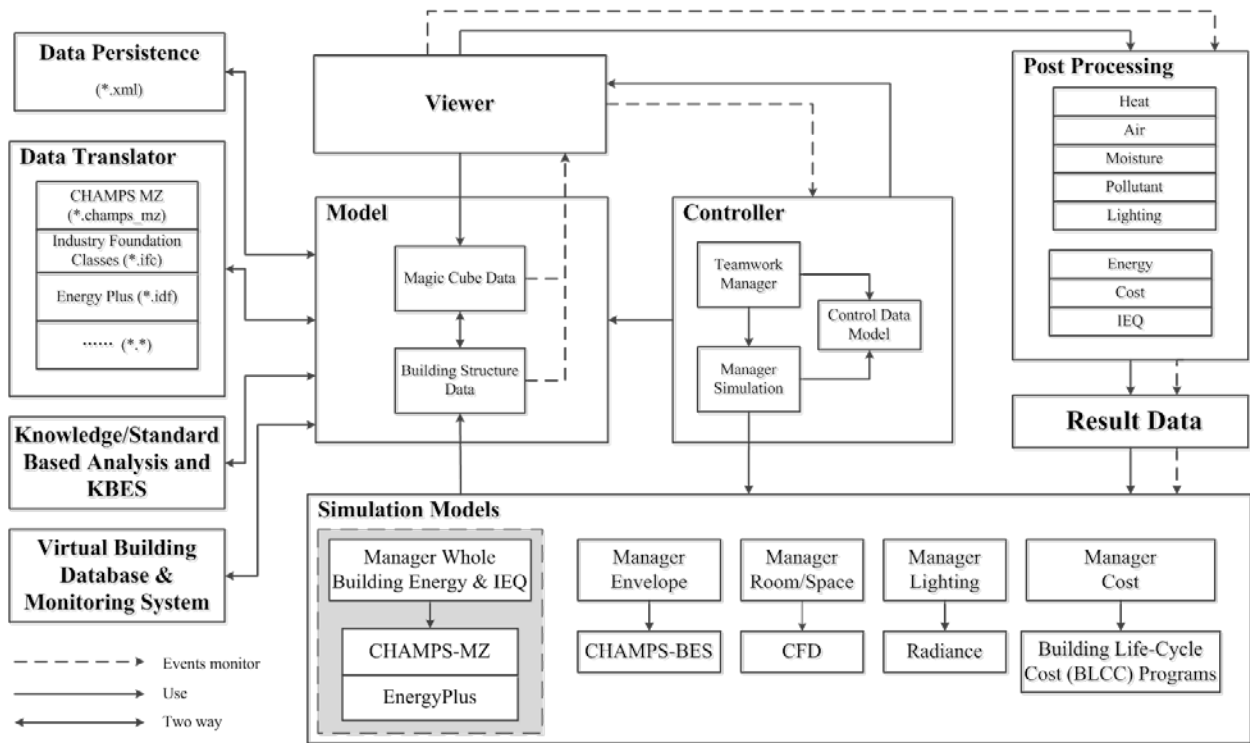 Data Persistence
(*.xml)
Data Translator
CHAMPS MZ
(*.champs_mz)
Industry Foundation
Classes (*.ifc)
Energy Plus (*.idf)
...... (*.*)
Knowledge/Standard
Based Analysis and
KBES
Virtual Building
Database &
Monitoring System
Events monitor
Use
Two way
Viewer
Model
Magic Cube Data
Building Structure
Data
Controller
Teamwork
Manager
Control Data
Model
Manager
Simulation
Post Processing
Heat
Air
Moisture
Pollutant
Lighting
Energy
Cost
IEQ
Result Data
Simulation Models
Manager Whole
Building Energy & IEQ
CHAMPS-MZ
EnergyPlus
Manager
Envelope
CHAMPS-BES
Manager
Room/Space
CFD
Manager
Lighting
Radiance
Manager
Cost
Building Life-Cycle
Cost (BLCC) Programs